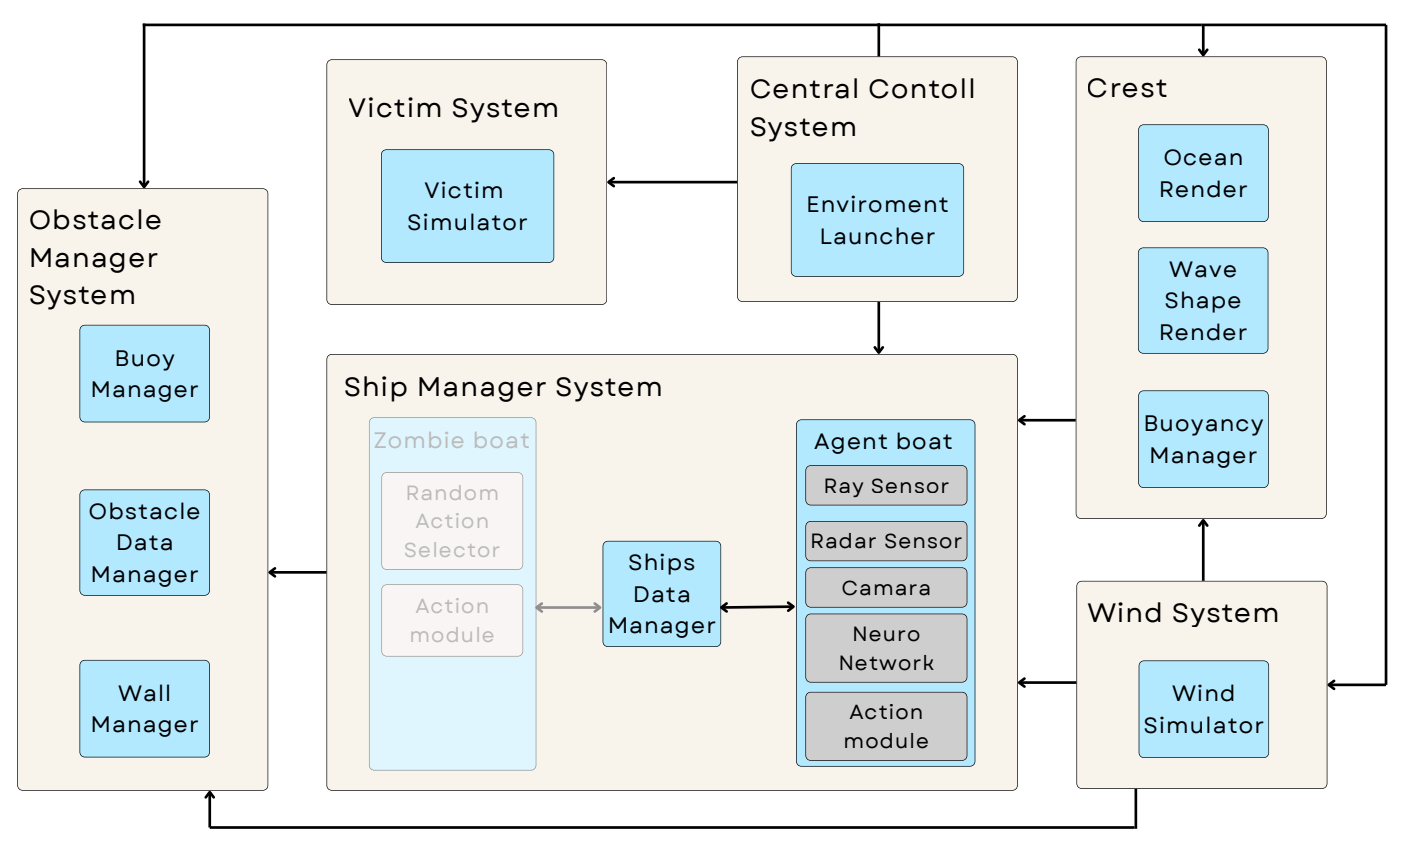 Victim System
Victim
Simulator
Central Contoll
System
Enviroment
Launcher
Crest
Ocean
Render
Wave
Shape
Render
Buoyancy
Manager
Obstacle
Manager
System
Buoy
Manager
Obstacle
Data
Manager
Wall
Manager
Ship Manager System
Zombie boat
Random
Action
Selector
Action
module
Ships
Data
Manager
Agent boat
Ray Sensor
Radar Sensor
Camara
Neuro
Network
Action
module
Wind System
Wind
Simulator